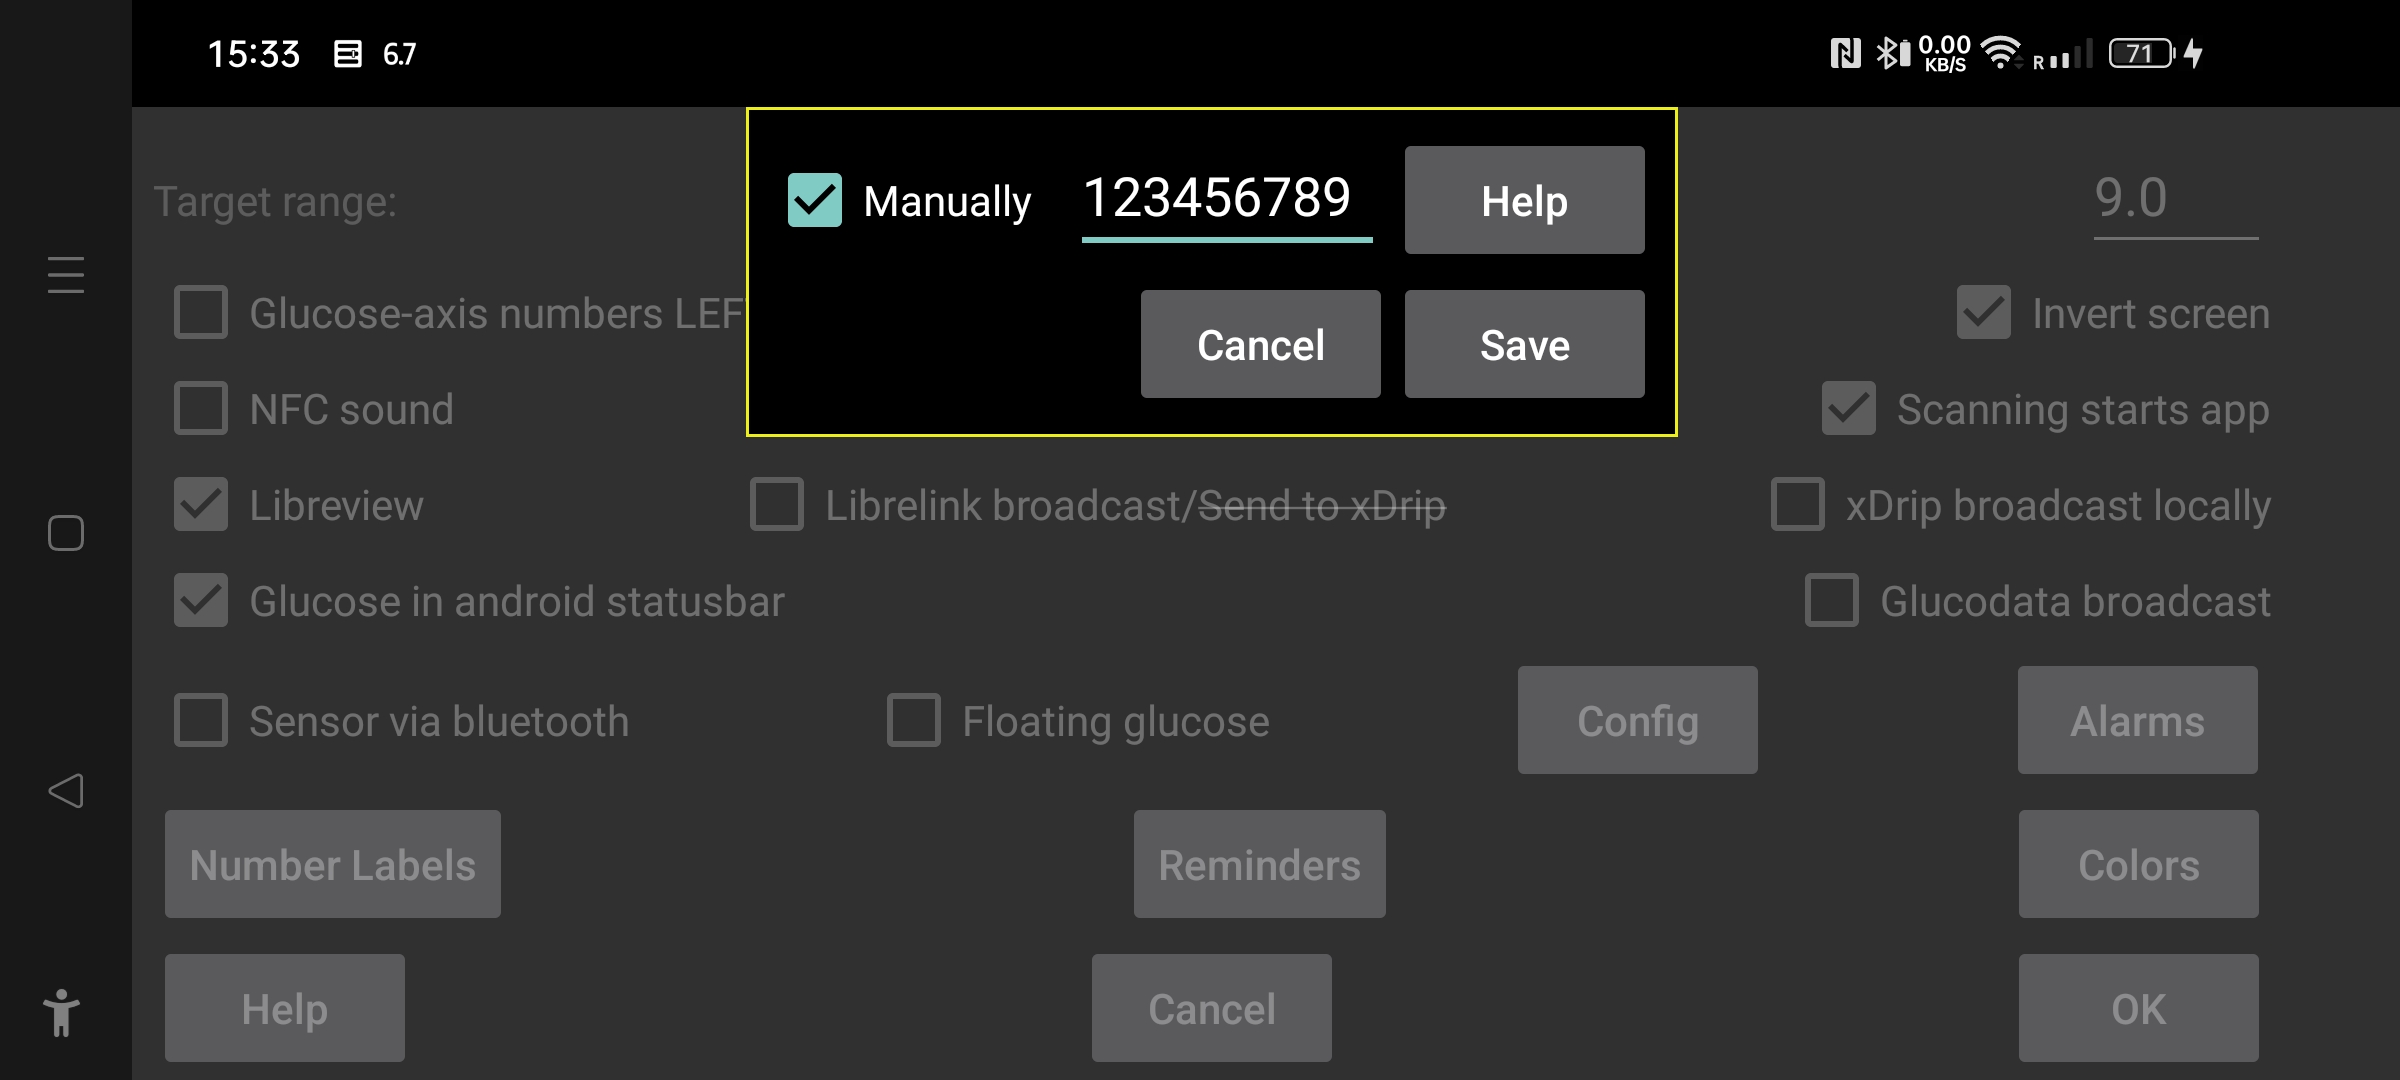 15:33 6.7 0.00 KB/S R 71
Manually 123456789 Help
Cancel Save
Target range: 9.0
Glucose-axis numbers LEF Invert screen
NFC sound Scanning starts app
Libreview Librelink broadcast/Send to xDrip xDrip broadcast locally
Glucose in android statusbar Glucodata broadcast
Sensor via bluetooth Floating glucose Config Alarms
Number Labels Reminders Colors
Help Cancel OK